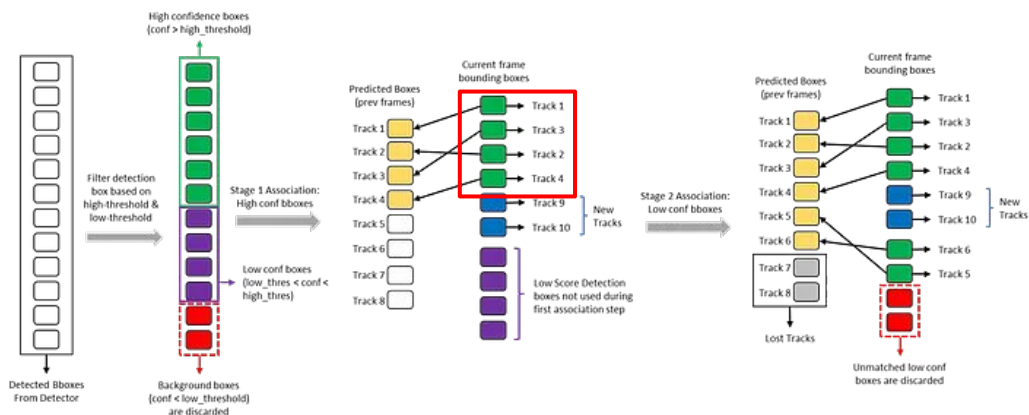 High confidence boxes
(conf > high_threshold)
Filter detection
box based on
high-threshold &
low-threshold
Detected Bboxes
From Detector
Low conf boxes
(low_thres < conf <
high_thres)
Background boxes
(conf < low_threshold)
are discarded
Stage 1 Association:
High conf bboxes
Predicted Boxes
(prev frames)
Track 1
Track 2
Track 3
Track 4
Track 5
Track 6
Track 7
Track 8
Current frame
bounding boxes
Track 1
Track 3
Track 2
Track 4
Track 9
Track 10
New
Tracks
Low Score Detection
boxes not used during
first association step
Stage 2 Association:
Low conf bboxes
Predicted Boxes
(prev frames)
Track 1
Track 2
Track 3
Track 4
Track 5
Track 6
Track 7
Track 8
Lost Tracks
Current frame
bounding boxes
Track 1
Track 3
Track 2
Track 4
Track 9
Track 10
New
Tracks
Track 6
Track 5
Unmatched low conf
boxes are discarded